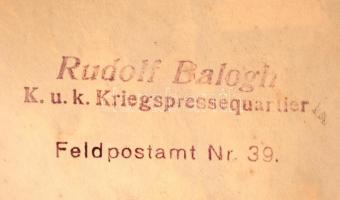 Rudolf Balogh
K. u. k. Kriegspressequartier
Feldpostamt Nr. 39.